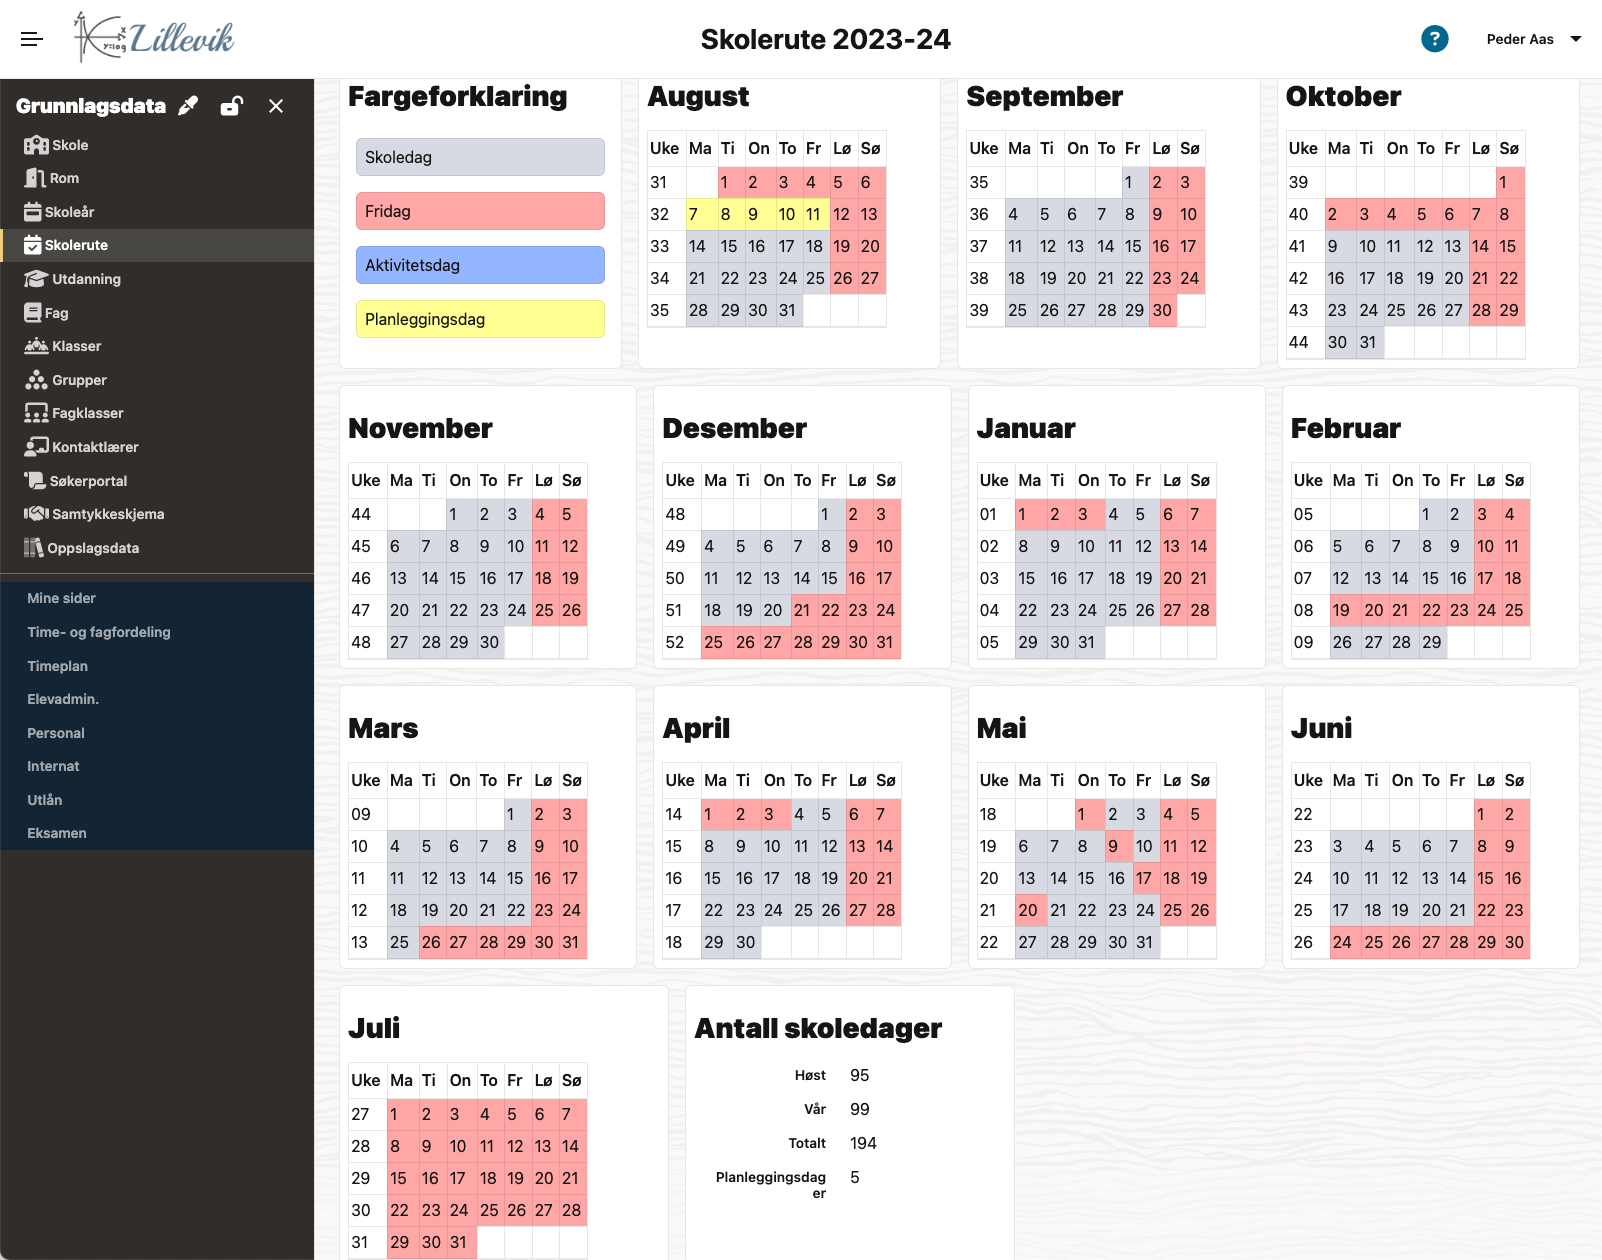 y
x
y=log
Lillevik
Skolerute 2023-24
?
Peder Aas
Grunnlagsdata
Skole
Rom
Skoleår
Skolerute
Utdanning
Fag
Klasser
Grupper
Fagklasser
Kontaktlærer
Søkerportal
Samtykkeskjema
Oppslagsdata
Mine sider
Time- og fagfordeling
Timeplan
Elevadmin.
Personal
Internat
Utlån
Eksamen
Fargeforklaring
Skoledag
Fridag
Aktivitetsdag
Planleggingsdag
August
Uke Ma Ti On To Fr Lø Sø
31 1 2 3 4 5 6
32 7 8 9 10 11 12 13
33 14 15 16 17 18 19 20
34 21 22 23 24 25 26 27
35 28 29 30 31
September
Uke Ma Ti On To Fr Lø Sø
35 1 2 3
36 4 5 6 7 8 9 10
37 11 12 13 14 15 16 17
38 18 19 20 21 22 23 24
39 25 26 27 28 29 30
Oktober
Uke Ma Ti On To Fr Lø Sø
39 1
40 2 3 4 5 6 7 8
41 9 10 11 12 13 14 15
42 16 17 18 19 20 21 22
43 23 24 25 26 27 28 29
44 30 31
November
Uke Ma Ti On To Fr Lø Sø
44 1 2 3 4 5
45 6 7 8 9 10 11 12
46 13 14 15 16 17 18 19
47 20 21 22 23 24 25 26
48 27 28 29 30
Desember
Uke Ma Ti On To Fr Lø Sø
48 1 2 3
49 4 5 6 7 8 9 10
50 11 12 13 14 15 16 17
51 18 19 20 21 22 23 24
52 25 26 27 28 29 30 31
Januar
Uke Ma Ti On To Fr Lø Sø
01 1 2 3 4 5 6 7
02 8 9 10 11 12 13 14
03 15 16 17 18 19 20 21
04 22 23 24 25 26 27 28
05 29 30 31
Februar
Uke Ma Ti On To Fr Lø Sø
05 1 2 3 4
06 5 6 7 8 9 10 11
07 12 13 14 15 16 17 18
08 19 20 21 22 23 24 25
09 26 27 28 29
Mars
Uke Ma Ti On To Fr Lø Sø
09 1 2 3
10 4 5 6 7 8 9 10
11 11 12 13 14 15 16 17
12 18 19 20 21 22 23 24
13 25 26 27 28 29 30 31
April
Uke Ma Ti On To Fr Lø Sø
14 1 2 3 4 5 6 7
15 8 9 10 11 12 13 14
16 15 16 17 18 19 20 21
17 22 23 24 25 26 27 28
18 29 30
Mai
Uke Ma Ti On To Fr Lø Sø
18 1 2 3 4 5
19 6 7 8 9 10 11 12
20 13 14 15 16 17 18 19
21 20 21 22 23 24 25 26
22 27 28 29 30 31
Juni
Uke Ma Ti On To Fr Lø Sø
22 1 2
23 3 4 5 6 7 8 9
24 10 11 12 13 14 15 16
25 17 18 19 20 21 22 23
26 24 25 26 27 28 29 30
Juli
Uke Ma Ti On To Fr Lø Sø
27 1 2 3 4 5 6 7
28 8 9 10 11 12 13 14
29 15 16 17 18 19 20 21
30 22 23 24 25 26 27 28
31 29 30 31
Antall skoledager
Høst 95
Vår 99
Totalt 194
Planleggingsdag 5
er